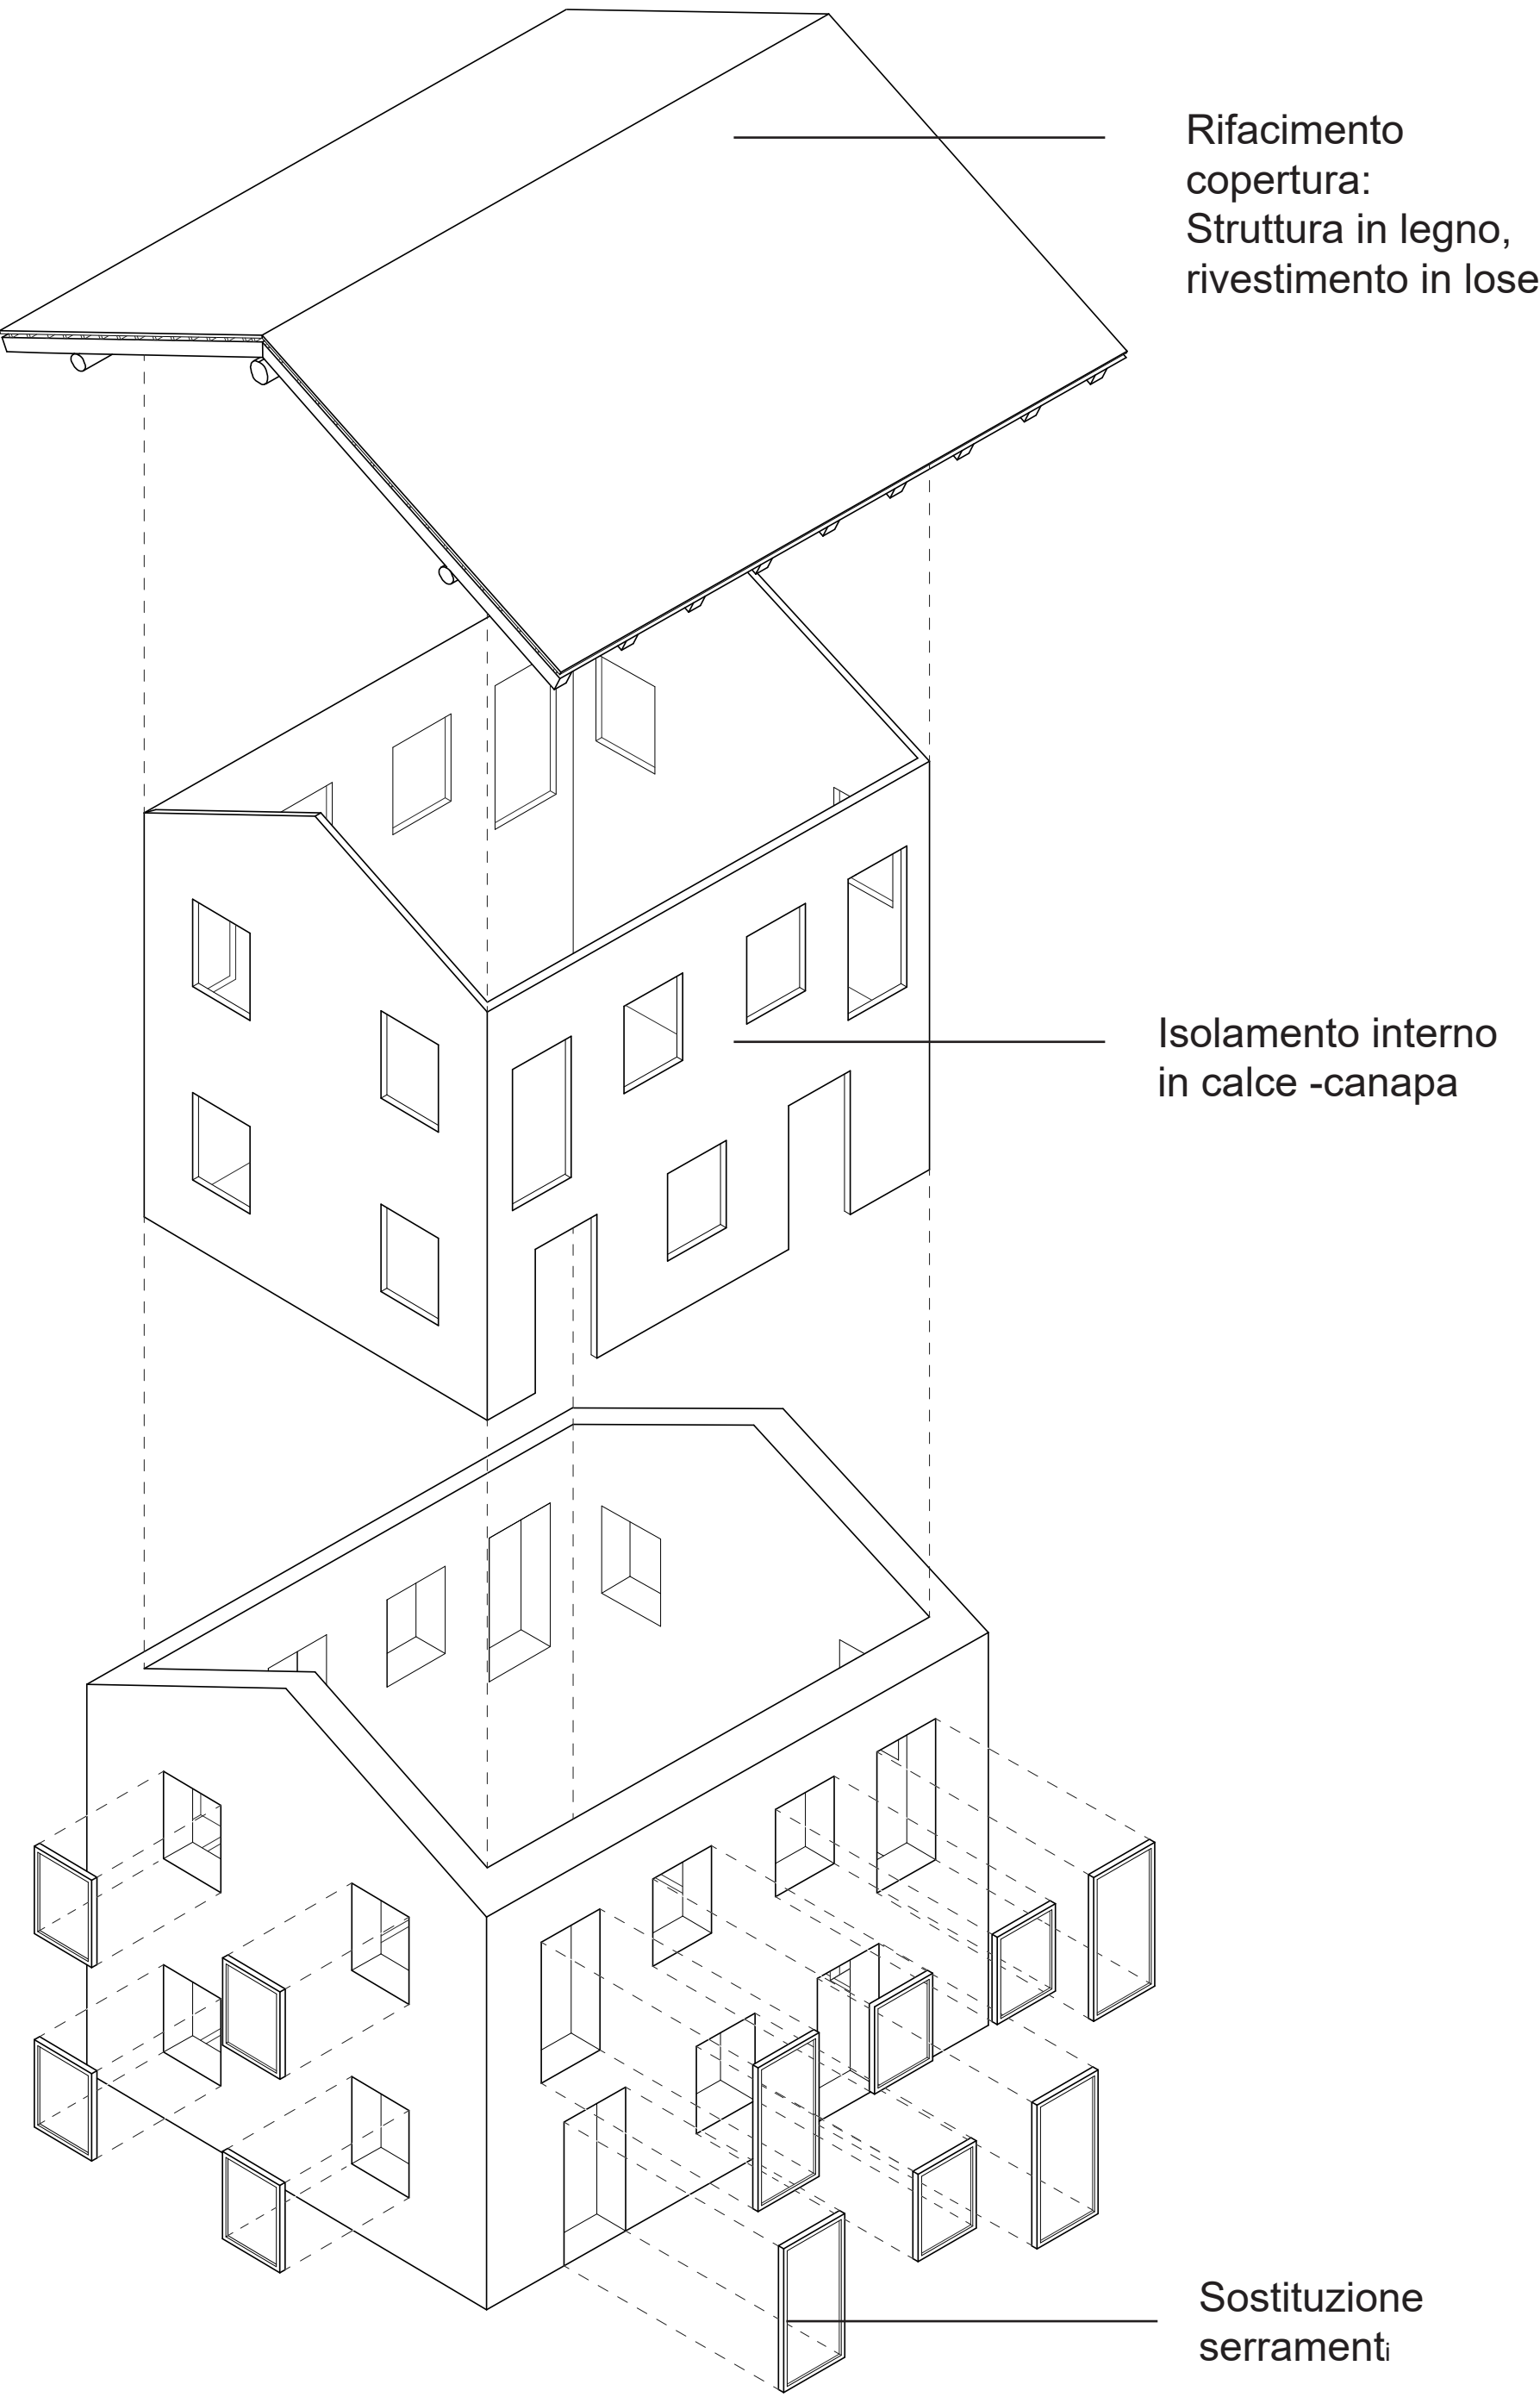 Rifacimento
copertura:
Struttura in legno,
rivestimento in lose
Isolamento interno
in calce -canapa
Sostituzione
serramenti